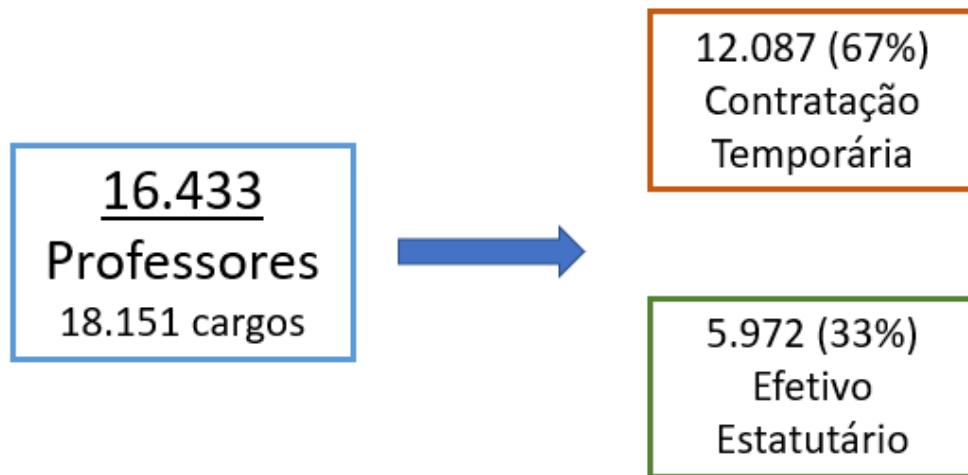 16.433
Professores
18.151 cargos
12.087 (67%)
Contratação
Temporária
5.972 (33%)
Efetivo
Estatutário